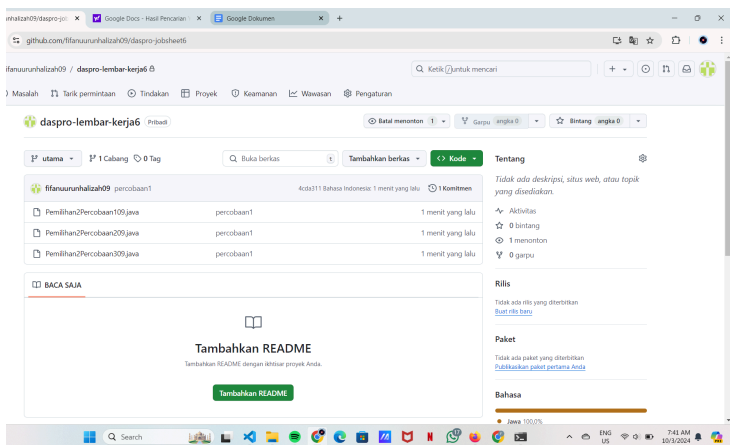 inhalizah09/daspro-jol
Google Docs - Hasil Pencarian
Google Dokumen
github.com/fifanuurunhalizah09/daspro-jobsheet6
ifanuurunhalizah09 / daspro-lembar-kerja6
Ketik / untuk mencari
Masalah Tarik permintaan Tindakan Proyek Keamanan Wawasan Pengaturan
daspro-lembar-kerja6 Pribadi
Batal menonton 1 Garpu angka 0 Bintang angka 0
utama 1 Cabang 0 Tag Buka berkas t Tambahkan berkas Kode
fifanuurunhalizah09 percobaan1 4cda311 Bahasa Indonesia: 1 menit yang lalu 1 Komitmen
Pemilihan2Percobaan109.java percobaan1 1 menit yang lalu
Pemilihan2Percobaan209.java percobaan1 1 menit yang lalu
Pemilihan2Percobaan309.java percobaan1 1 menit yang lalu
BACA SAJA
Tambahkan README
Tambahkan README dengan ikhtisar proyek Anda.
Tambahkan README
Tentang
Tidak ada deskripsi, situs web, atau topik
yang disediakan.
Aktivitas
0 bintang
1 menonton
0 garpu
Rilis
Tidak ada rilis yang diterbitkan
Buat rilis baru
Paket
Tidak ada paket yang diterbitkan
Publikasikan paket pertama Anda
Bahasa
Jawa 100,0%
Search
ENG
US
7:41 AM
10/3/2024